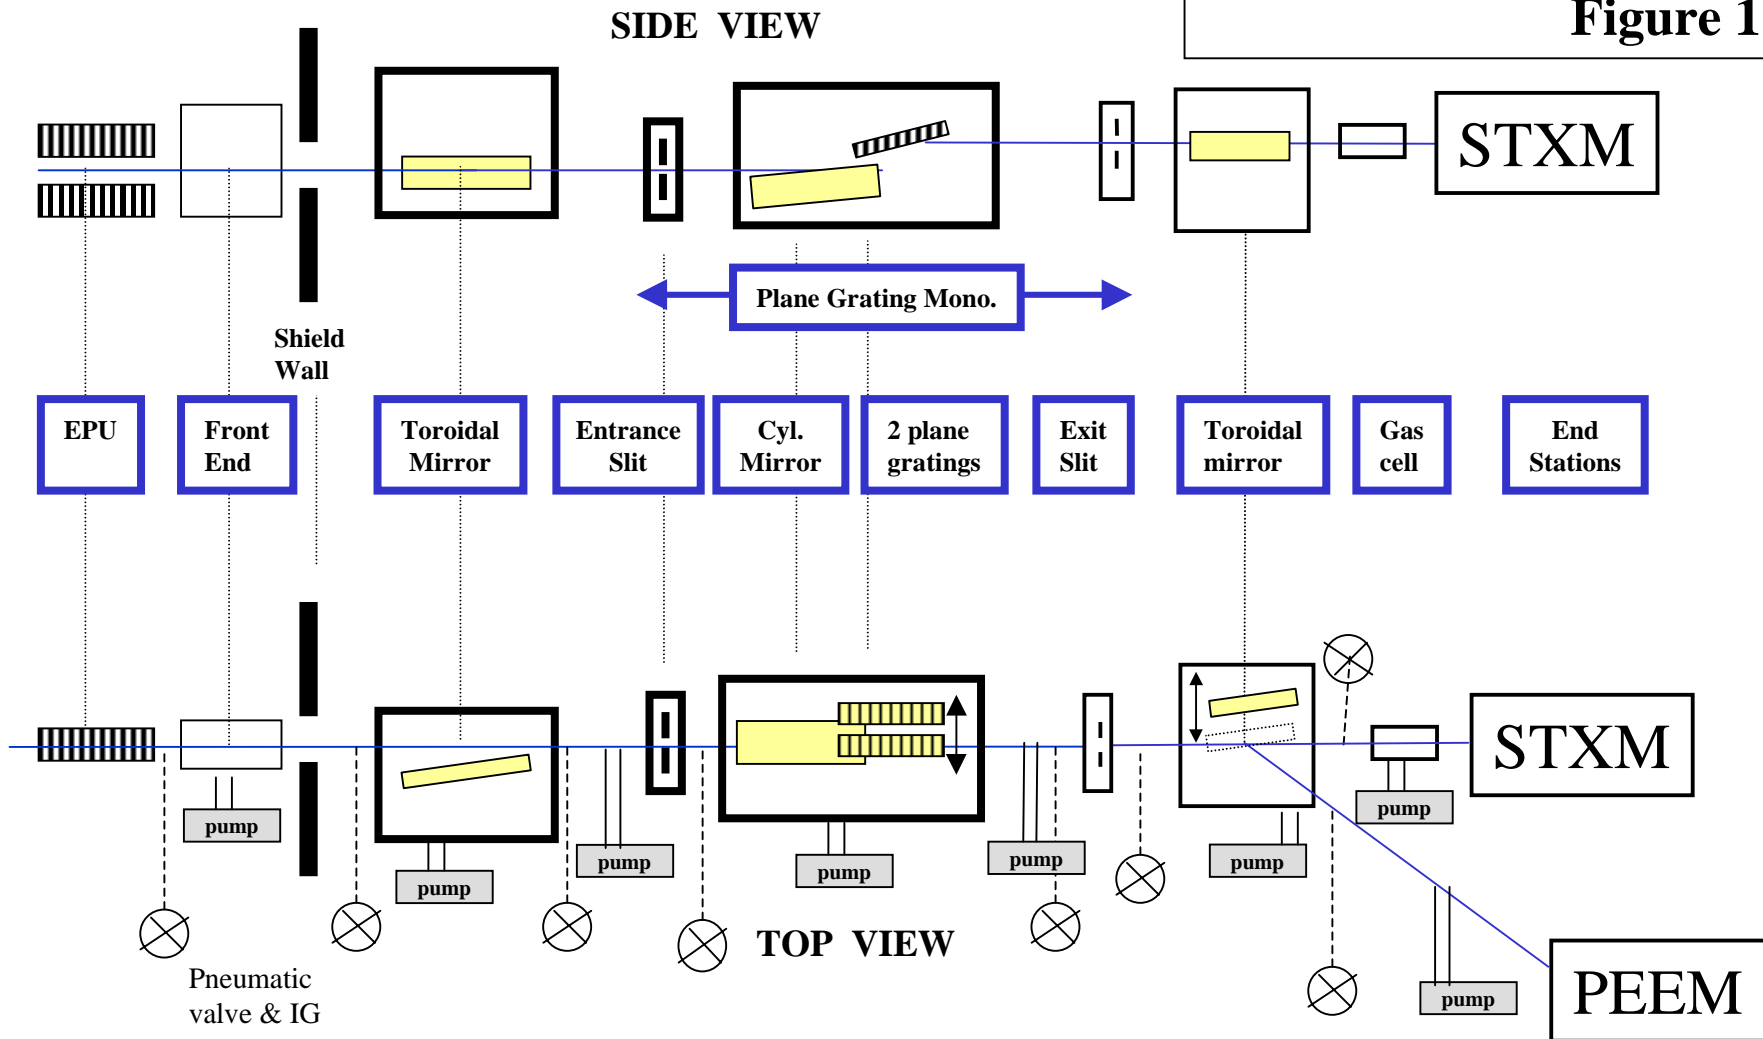 Figure 1
SIDE VIEW
STXM
Plane Grating Mono.
Shield
Wall
EPU
Front
End
Toroidal
Mirror
Entrance
Slit
Cyl.
Mirror
2 plane
gratings
Exit
Slit
Toroidal
mirror
Gas
cell
End
Stations
STXM
pump
pump
pump
pump
pump
pump
pump
pump
TOP VIEW
PEEM
Pneumatic
valve & IG